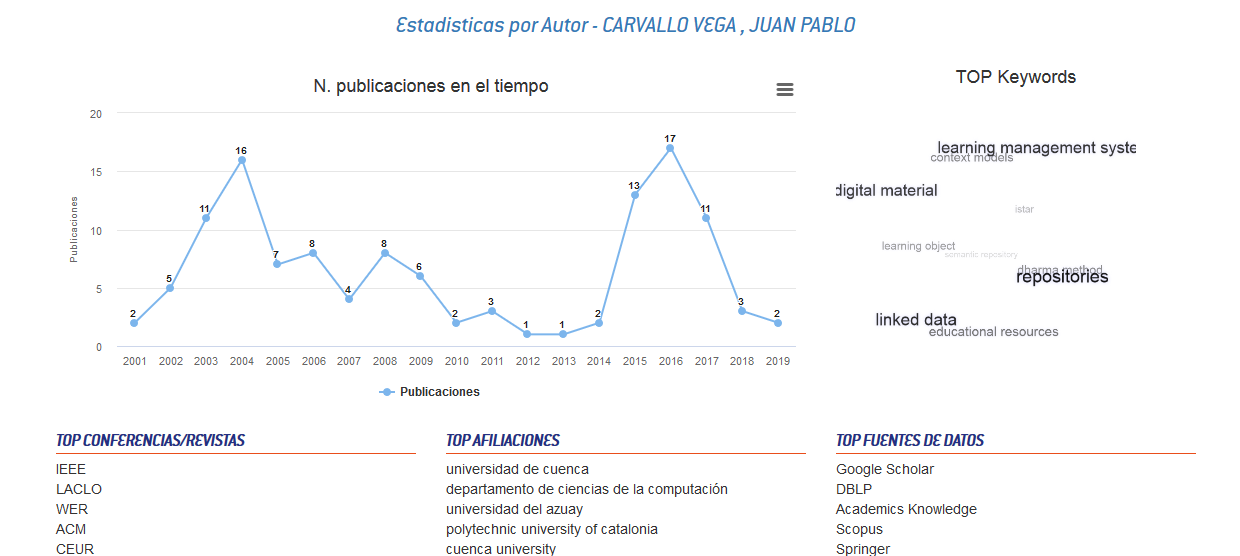 Estadisticas por Autor - CARVALLO VEGA , JUAN PABLO
N. publicaciones en el tiempo
20
15
10
5
0
Publicaciones
2
5
11
16
7
8
4
8
6
2
3
1
1
2
13
17
11
3
2
2001 2002 2003 2004 2005 2006 2007 2008 2009 2010 2011 2012 2013 2014 2015 2016 2017 2018 2019
Publicaciones
TOP Keywords
learning management syste
context models
digital material
istar
learning object
semantic repository
dharma method
repositories
linked data
educational resources
TOP CONFERENCIAS/REVISTAS
IEEE
LACLO
WER
ACM
CEUR
TOP AFILIACIONES
universidad de cuenca
departamento de ciencias de la computación
universidad del azuay
polytechnic university of catalonia
cuenca university
TOP FUENTES DE DATOS
Google Scholar
DBLP
Academics Knowledge
Scopus
Springer